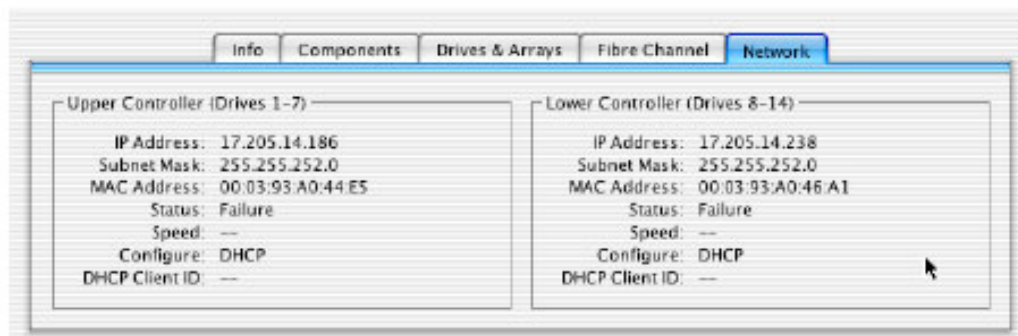 Info Components Drives & Arrays Fibre Channel Network
Upper Controller (Drives 1-7)
IP Address: 17.205.14.186
Subnet Mask: 255.255.252.0
MAC Address: 00:03:93:A0:44:E5
Status: Failure
Speed: --
Configure: DHCP
DHCP Client ID: --
Lower Controller (Drives 8-14)
IP Address: 17.205.14.238
Subnet Mask: 255.255.252.0
MAC Address: 00:03:93:A0:46:A1
Status: Failure
Speed: --
Configure: DHCP
DHCP Client ID: --